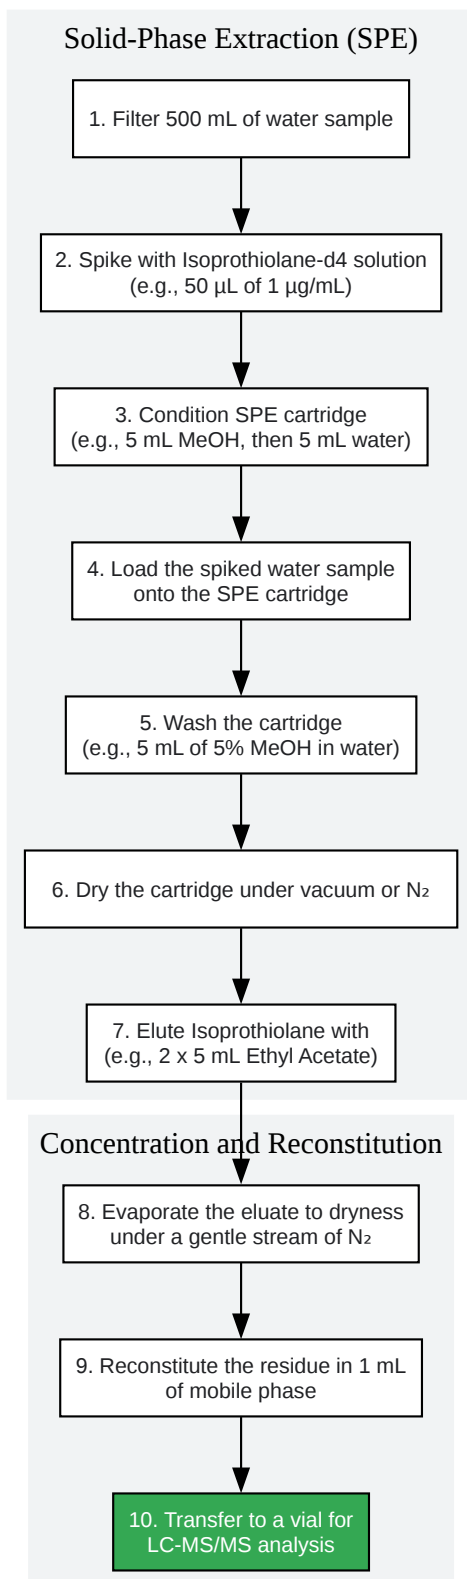 Solid-Phase Extraction (SPE)
1. Filter 500 mL of water sample
2. Spike with Isoprothiolane-d4 solution
(e.g., 50 µL of 1 µg/mL)
3. Condition SPE cartridge
(e.g., 5 mL MeOH, then 5 mL water)
4. Load the spiked water sample
onto the SPE cartridge
5. Wash the cartridge
(e.g., 5 mL of 5% MeOH in water)
6. Dry the cartridge under vacuum or N₂
7. Elute Isoprothiolane with
(e.g., 2 x 5 mL Ethyl Acetate)
Concentration and Reconstitution
8. Evaporate the eluate to dryness
under a gentle stream of N₂
9. Reconstitute the residue in 1 mL
of mobile phase
10. Transfer to a vial for
LC-MS/MS analysis